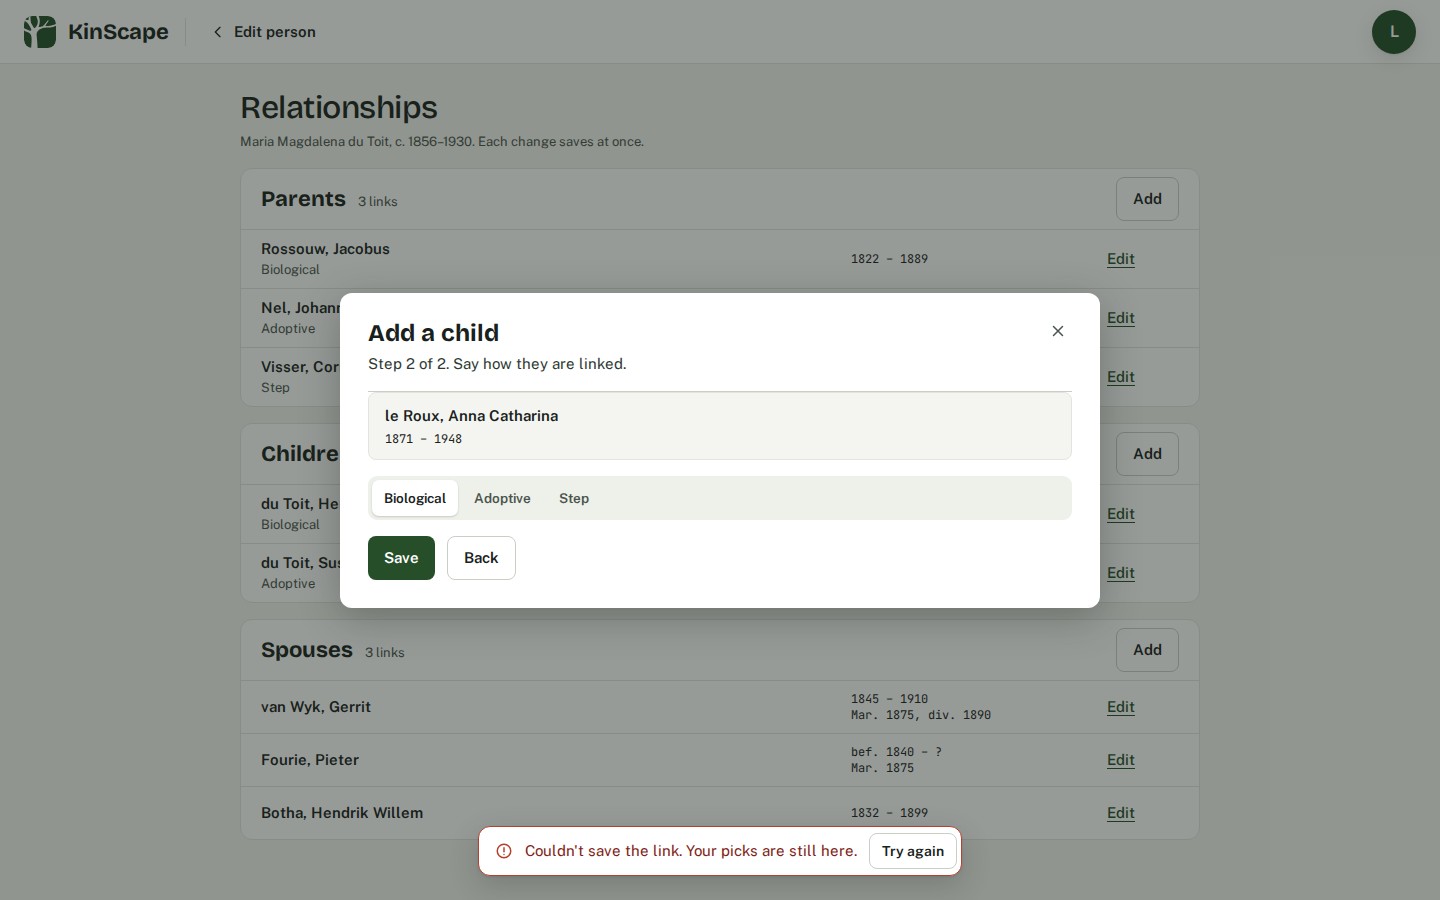 KinScape
Edit person
L
Relationships
Maria Magdalena du Toit, c. 1856–1930. Each change saves at once.
Parents 3 links
Add
Rossouw, Jacobus
Biological
1822 – 1889
Edit
Nel,
Adoptive
Edit
Visser,
Step
Edit
Add a child
Step 2 of 2. Say how they are linked.
le Roux, Anna Catharina
1871 – 1948
Biological Adoptive Step
Save Back
Add
du Toit,
Biological
Edit
du Toit,
Adoptive
Edit
Spouses 3 links
Add
van Wyk, Gerrit
1845 – 1910
Mar. 1875, div. 1890
Edit
Fourie, Pieter
bef. 1840 – ?
Mar. 1875
Edit
Botha, Hendrik Willem
1832 – 1899
Edit
Couldn't save the link. Your picks are still here. Try again